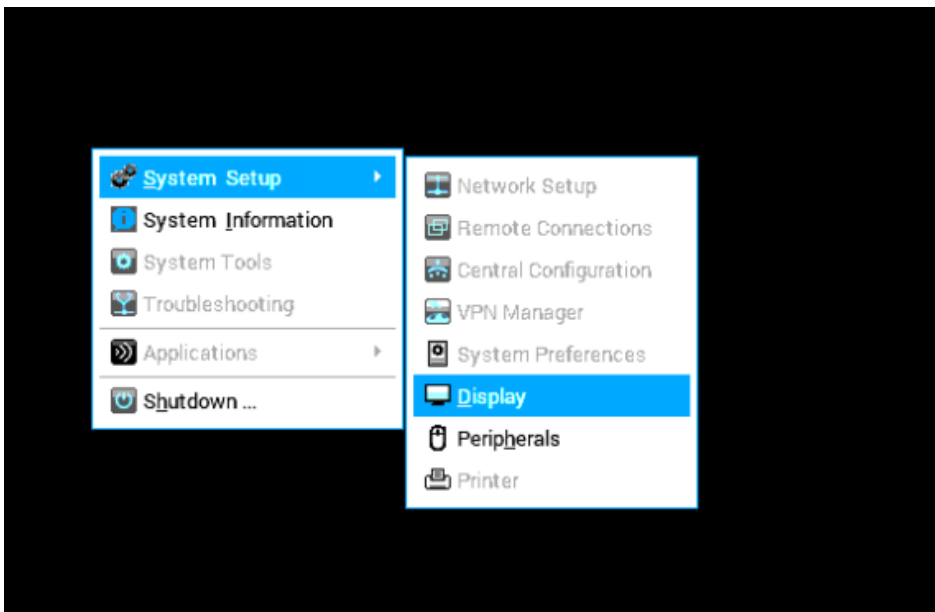 System Setup
System Information
System Tools
Troubleshooting
Applications
Shutdown ...
Network Setup
Remote Connections
Central Configuration
VPN Manager
System Preferences
Display
Peripherals
Printer